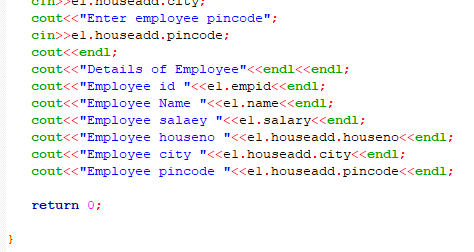 cin>>e1.houseadd.city;
cout<<"Enter employee pincode";
cin>>e1.houseadd.pincode;
cout<<endl;
cout<<"Details of Employee"<<endl<<endl;
cout<<"Employee id "<<e1.empid<<endl;
cout<<"Employee Name "<<e1.name<<endl;
cout<<"Employee salaey "<<e1.salary<<endl;
cout<<"Employee houseno "<<e1.houseadd.houseno<<endl;
cout<<"Employee city "<<e1.houseadd.city<<endl;
cout<<"Employee pincode "<<e1.houseadd.pincode<<endl;
return 0;
}